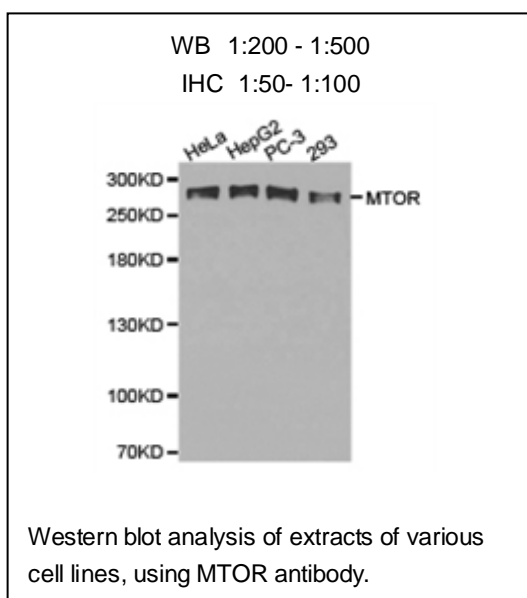 WB 1:200 - 1:500
IHC 1:50- 1:100
HeLa HepG2 PC-3 293
300KD
MTOR
250KD
180KD
130KD
100KD
70KD
Western blot analysis of extracts of various
cell lines, using MTOR antibody.